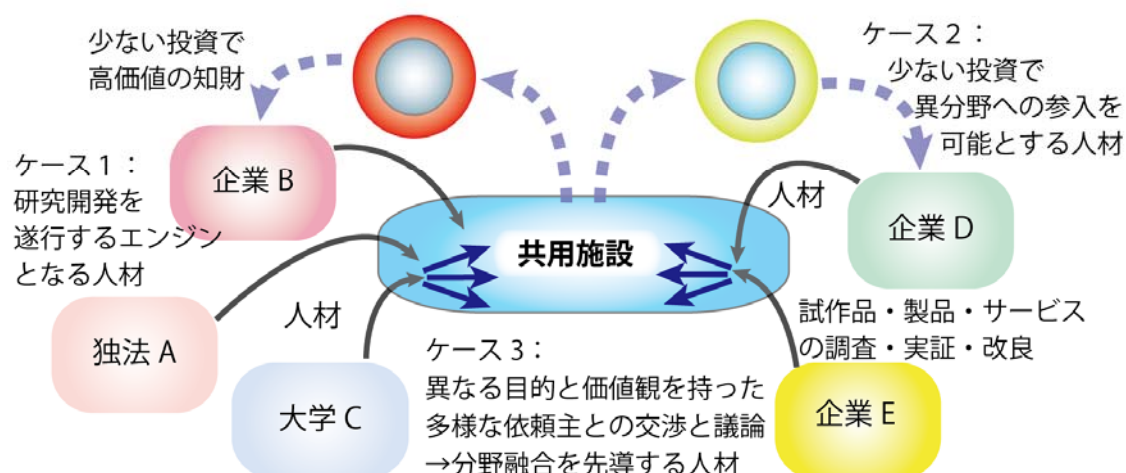 少ない投資で
高価値の知財
ケース２：
少ない投資で
異分野への参入を
可能とする人材
ケース１：
研究開発を
遂行するエンジン
となる人材
企業 B
人材
企業 D
共用施設
独法 A
人材
大学 C
ケース 3：
異なる目的と価値観を持った
多様な依頼主との交渉と議論
→分野融合を先導する人材
試作品・製品・サービス
の調査・実証・改良
企業 E